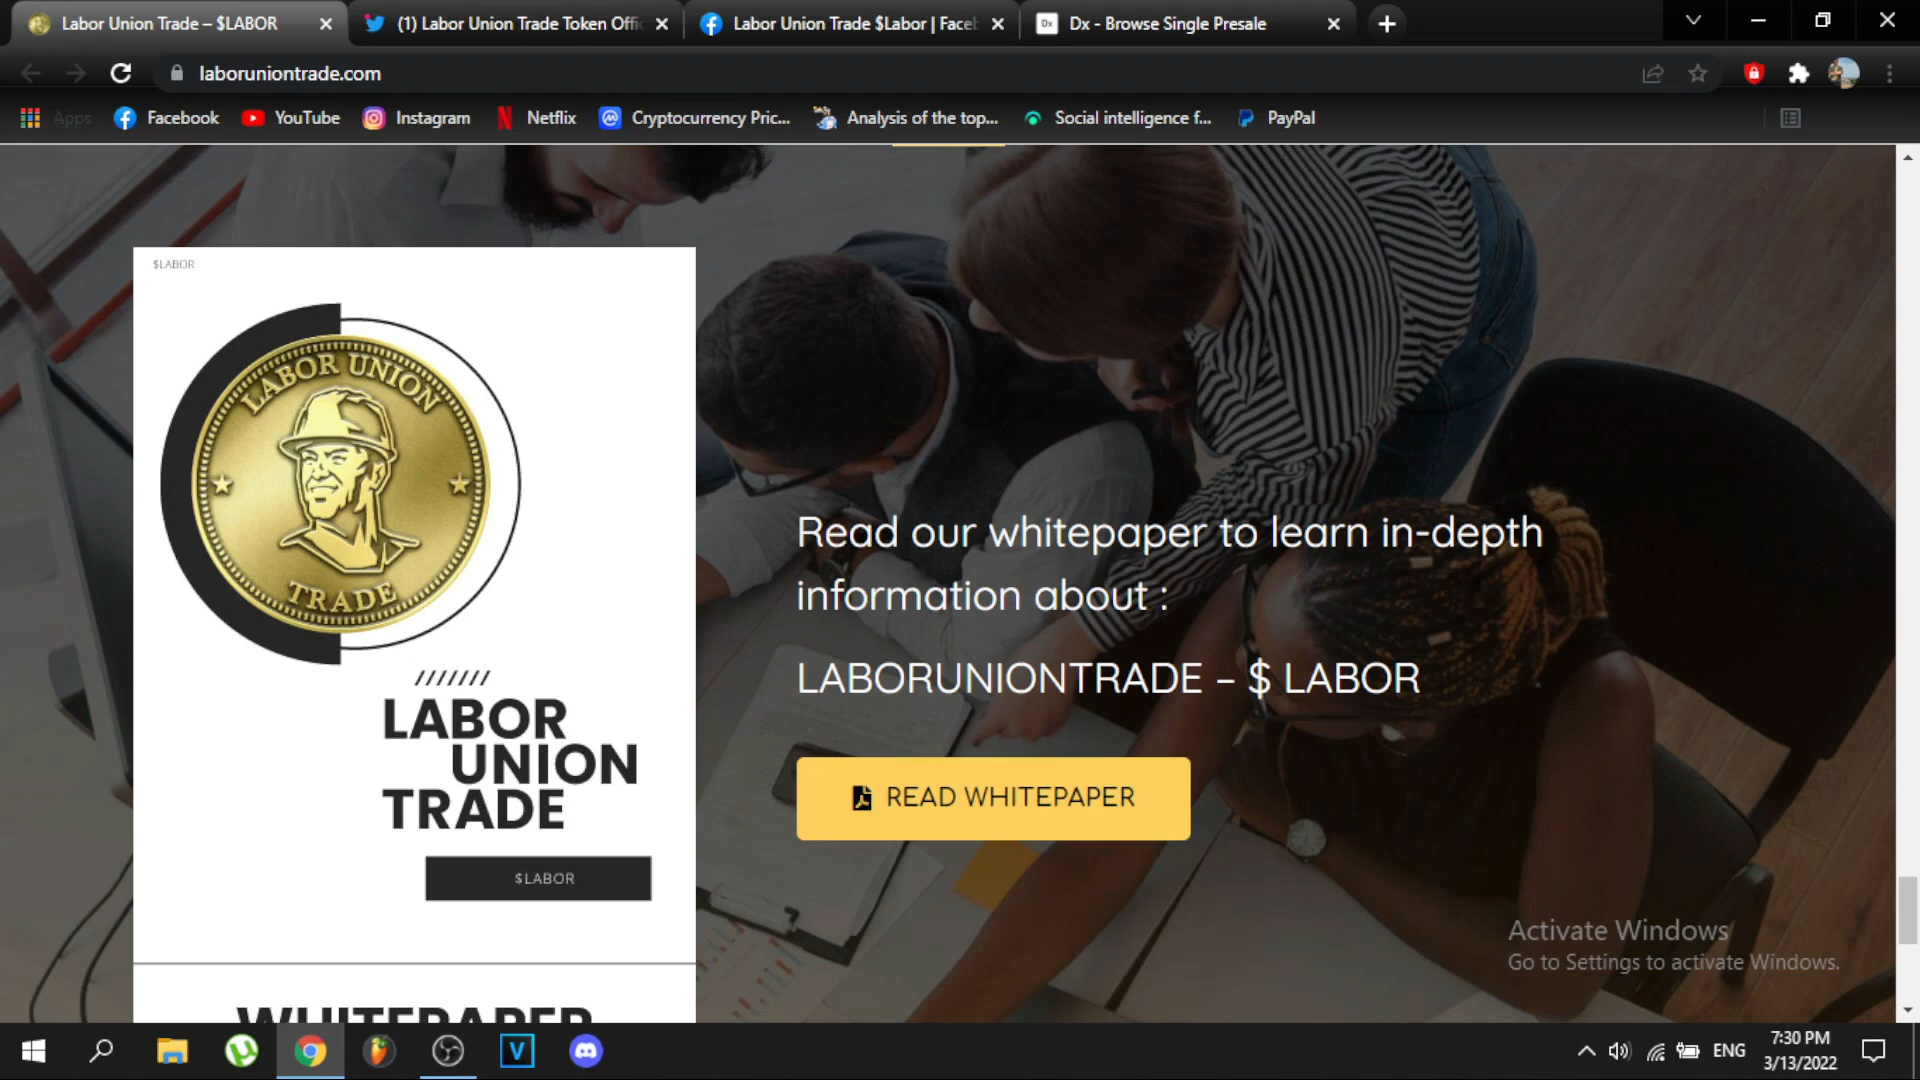 Labor Union Trade – $LABOR
(1) Labor Union Trade Token Offic
Labor Union Trade $Labor | Faceb
Dx - Browse Single Presale
laboruniontrade.com
Apps
Facebook
YouTube
Instagram
Netflix
Cryptocurrency Pric...
Analysis of the top...
Social intelligence f...
PayPal
$LABOR
LABOR UNION
TRADE
///////
LABOR
UNION
TRADE
$LABOR
WHITEPAPER
Read our whitepaper to learn in-depth
information about :
LABORUNIONTRADE – $ LABOR
READ WHITEPAPER
Activate Windows
Go to Settings to activate Windows.
ENG
7:30 PM
3/13/2022